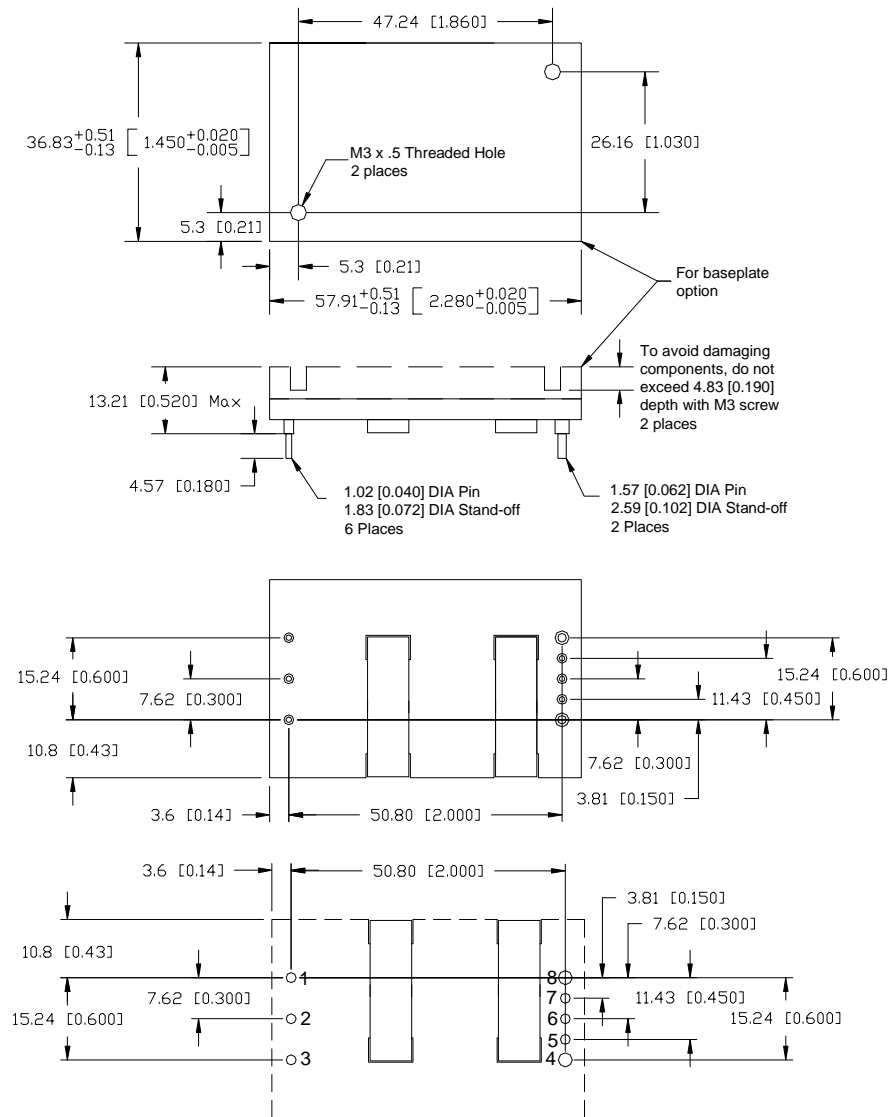 47.24 [1.860]
36.83 +0.51 -0.13 [ 1.450 +0.020 -0.005 ]
26.16 [1.030]
M3 x .5 Threaded Hole
2 places
5.3 [0.21]
5.3 [0.21]
57.91 +0.51 -0.13 [ 2.280 +0.020 -0.005 ]
For baseplate
option
To avoid damaging
components, do not
exceed 4.83 [0.190]
depth with M3 screw
2 places
13.21 [0.520] Max
4.57 [0.180]
1.02 [0.040] DIA Pin
1.83 [0.072] DIA Stand-off
6 Places
1.57 [0.062] DIA Pin
2.59 [0.102] DIA Stand-off
2 Places
15.24 [0.600]
7.62 [0.300]
10.8 [0.43]
15.24 [0.600]
11.43 [0.450]
7.62 [0.300]
3.81 [0.150]
3.6 [0.14]
50.80 [2.000]
3.6 [0.14]
50.80 [2.000]
3.81 [0.150]
7.62 [0.300]
10.8 [0.43]
7.62 [0.300]
15.24 [0.600]
11.43 [0.450]
15.24 [0.600]
1
2
3
8
7
6
5
4